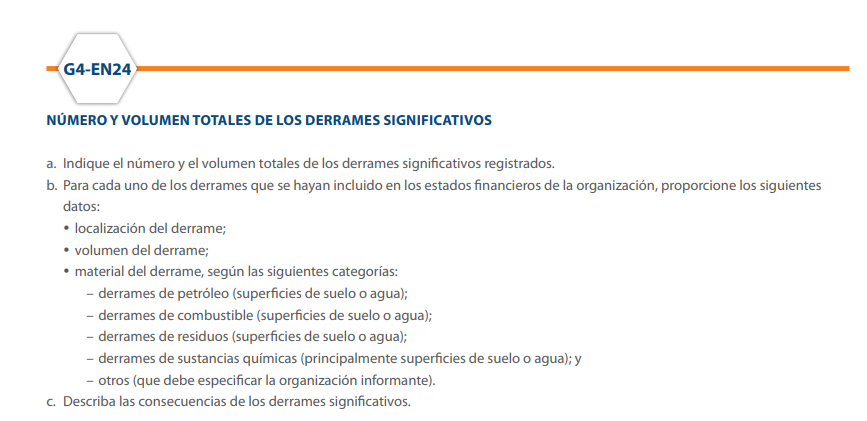 G4-EN24
NÚMERO Y VOLUMEN TOTALES DE LOS DERRAMES SIGNIFICATIVOS
a. Indique el número y el volumen totales de los derrames significativos registrados.
b. Para cada uno de los derrames que se hayan incluido en los estados financieros de la organización, proporcione los siguientes
datos:
• localización del derrame;
• volumen del derrame;
• material del derrame, según las siguientes categorías:
– derrames de petróleo (superficies de suelo o agua);
– derrames de combustible (superficies de suelo o agua);
– derrames de residuos (superficies de suelo o agua);
– derrames de sustancias químicas (principalmente superficies de suelo o agua); y
– otros (que debe especificar la organización informante).
c. Describa las consecuencias de los derrames significativos.